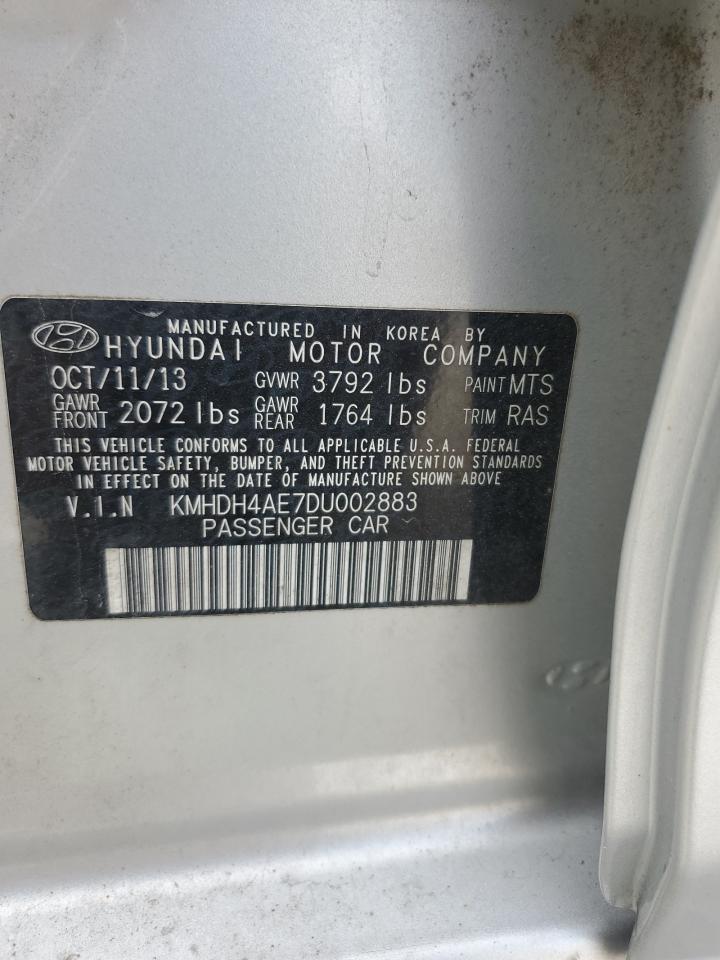 MANUFACTURED IN KOREA BY
HYUNDAI MOTOR COMPANY
OCT/11/13 GVWR 3792 lbs PAINT MTS
GAWR FRONT 2072 lbs GAWR REAR 1764 lbs TRIM RAS
THIS VEHICLE CONFORMS TO ALL APPLICABLE U.S.A. FEDERAL
MOTOR VEHICLE SAFETY, BUMPER, AND THEFT PREVENTION STANDARDS
IN EFFECT ON THE DATE OF MANUFACTURE SHOWN ABOVE
V.I.N KMHDH4AE7DU002883
PASSENGER CAR